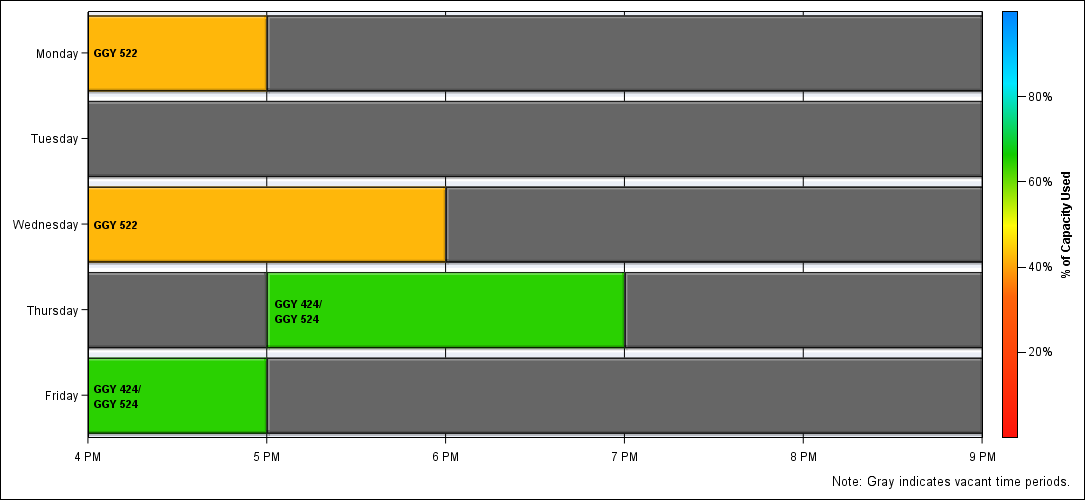 Monday
GGY 522
Tuesday
Wednesday
GGY 522
Thursday
GGY 424/
GGY 524
Friday
GGY 424/
GGY 524
4 PM 5 PM 6 PM 7 PM 8 PM 9 PM
80%
60%
40%
20%
% of Capacity Used
Note: Gray indicates vacant time periods.